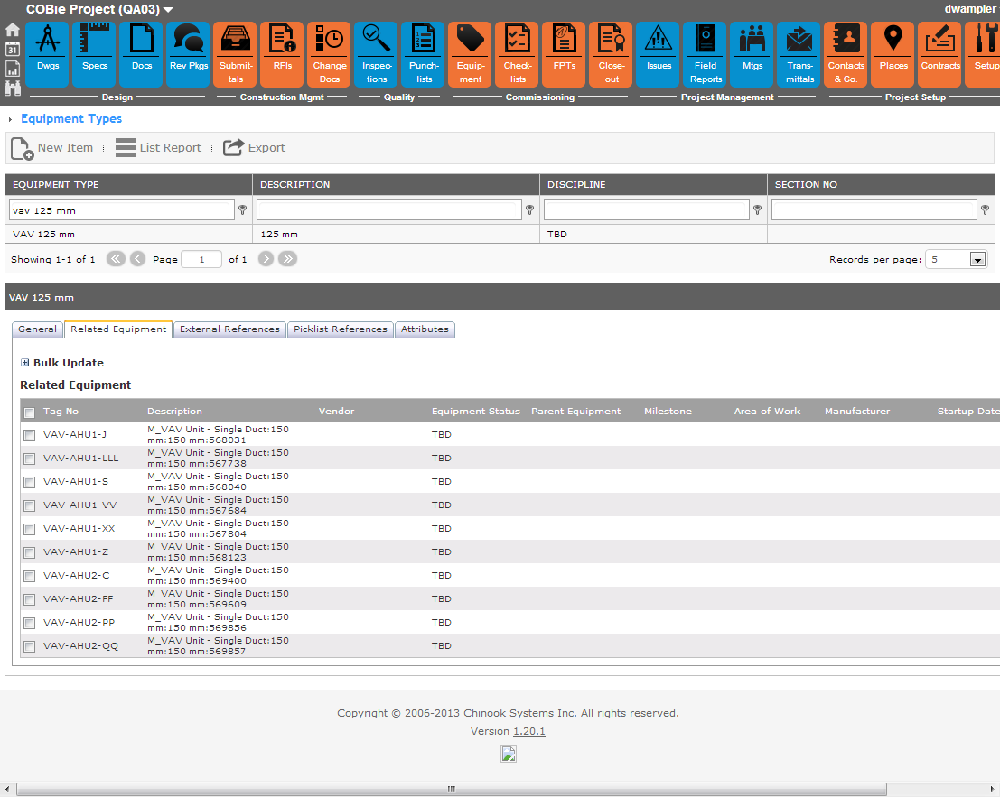 COBie Project (QA03)
dwampler
31
Dwgs
Specs
Docs
Rev Pkgs
Submit-
tals
RFIs
Change
Docs
Inspec-
tions
Punch-
lists
Equip-
ment
Check-
lists
FPTs
Close-
out
Issues
Field
Reports
Mtgs
Trans-
mittals
Contacts
& Co.
Places
Contracts
Setup
Design
Construction Mgmt
Quality
Commissioning
Project Management
Project Setup
Equipment Types
New Item
List Report
Export
EQUIPMENT TYPE DESCRIPTION DISCIPLINE SECTION NO
vav 125 mm
VAV 125 mm 125 mm TBD
Showing 1-1 of 1 Page 1 of 1 Records per page: 5
VAV 125 mm
General Related Equipment External References Picklist References Attributes
Bulk Update
Related Equipment
Tag No Description Vendor Equipment Status Parent Equipment Milestone Area of Work Manufacturer Startup Date
VAV-AHU1-J M_VAV Unit - Single Duct:150 TBD
mm:150 mm:568031
VAV-AHU1-LLL M_VAV Unit - Single Duct:150 TBD
mm:150 mm:567738
VAV-AHU1-S M_VAV Unit - Single Duct:150 TBD
mm:150 mm:568040
VAV-AHU1-VV M_VAV Unit - Single Duct:150 TBD
mm:150 mm:567684
VAV-AHU1-XX M_VAV Unit - Single Duct:150 TBD
mm:150 mm:567804
VAV-AHU1-Z M_VAV Unit - Single Duct:150 TBD
mm:150 mm:568123
VAV-AHU2-C M_VAV Unit - Single Duct:150 TBD
mm:150 mm:569400
VAV-AHU2-FF M_VAV Unit - Single Duct:150 TBD
mm:150 mm:569609
VAV-AHU2-PP M_VAV Unit - Single Duct:150 TBD
mm:150 mm:569856
VAV-AHU2-QQ M_VAV Unit - Single Duct:150 TBD
mm:150 mm:569857
Copyright © 2006-2013 Chinook Systems Inc. All rights reserved.
Version 1.20.1